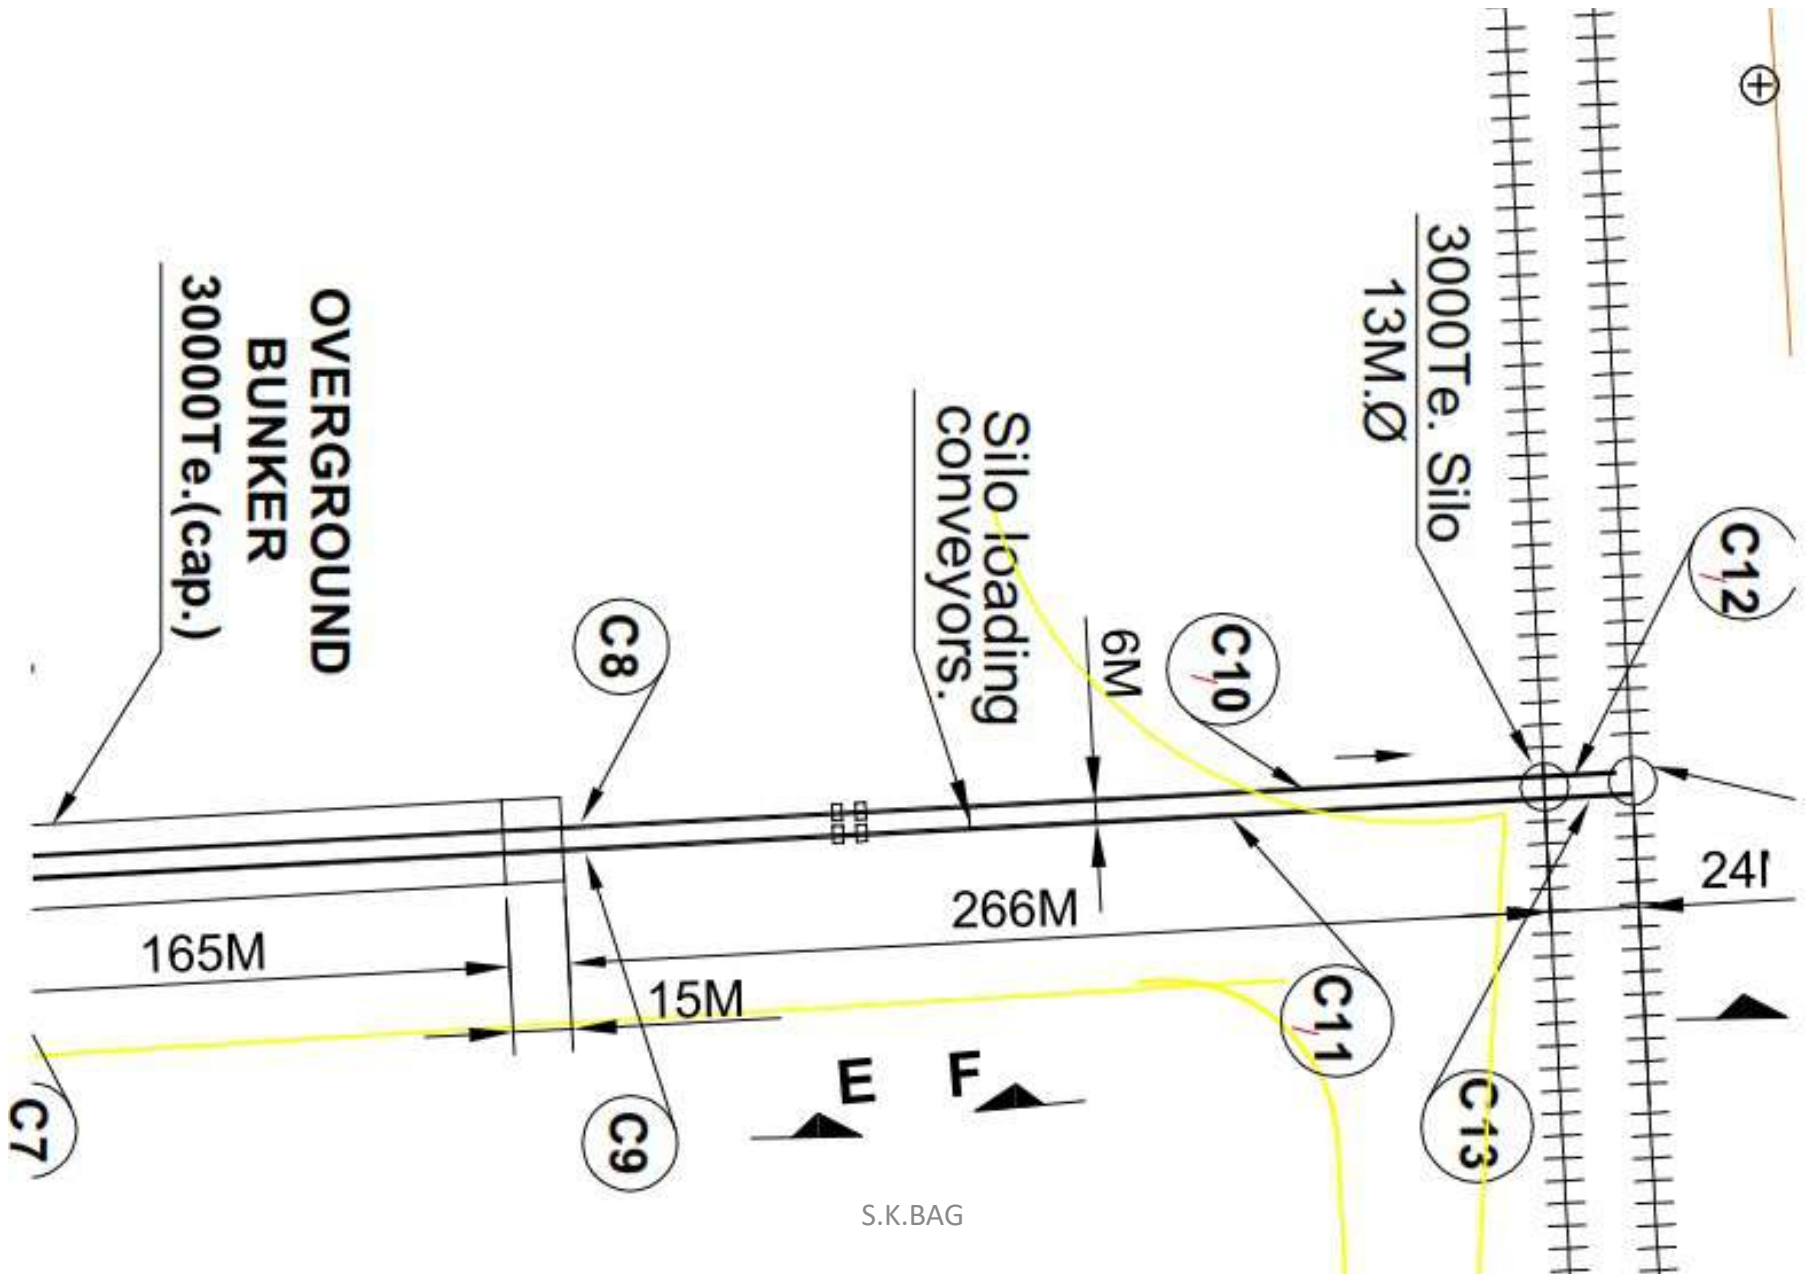 OVERGROUND
BUNKER
30000Te.(cap.)
C8
Silo loading
conveyors.
6M
C10
3000Te. Silo
13M.Ø
C12
165M
15M
266M
C7
C9
E
F
C11
C13
S.K.BAG